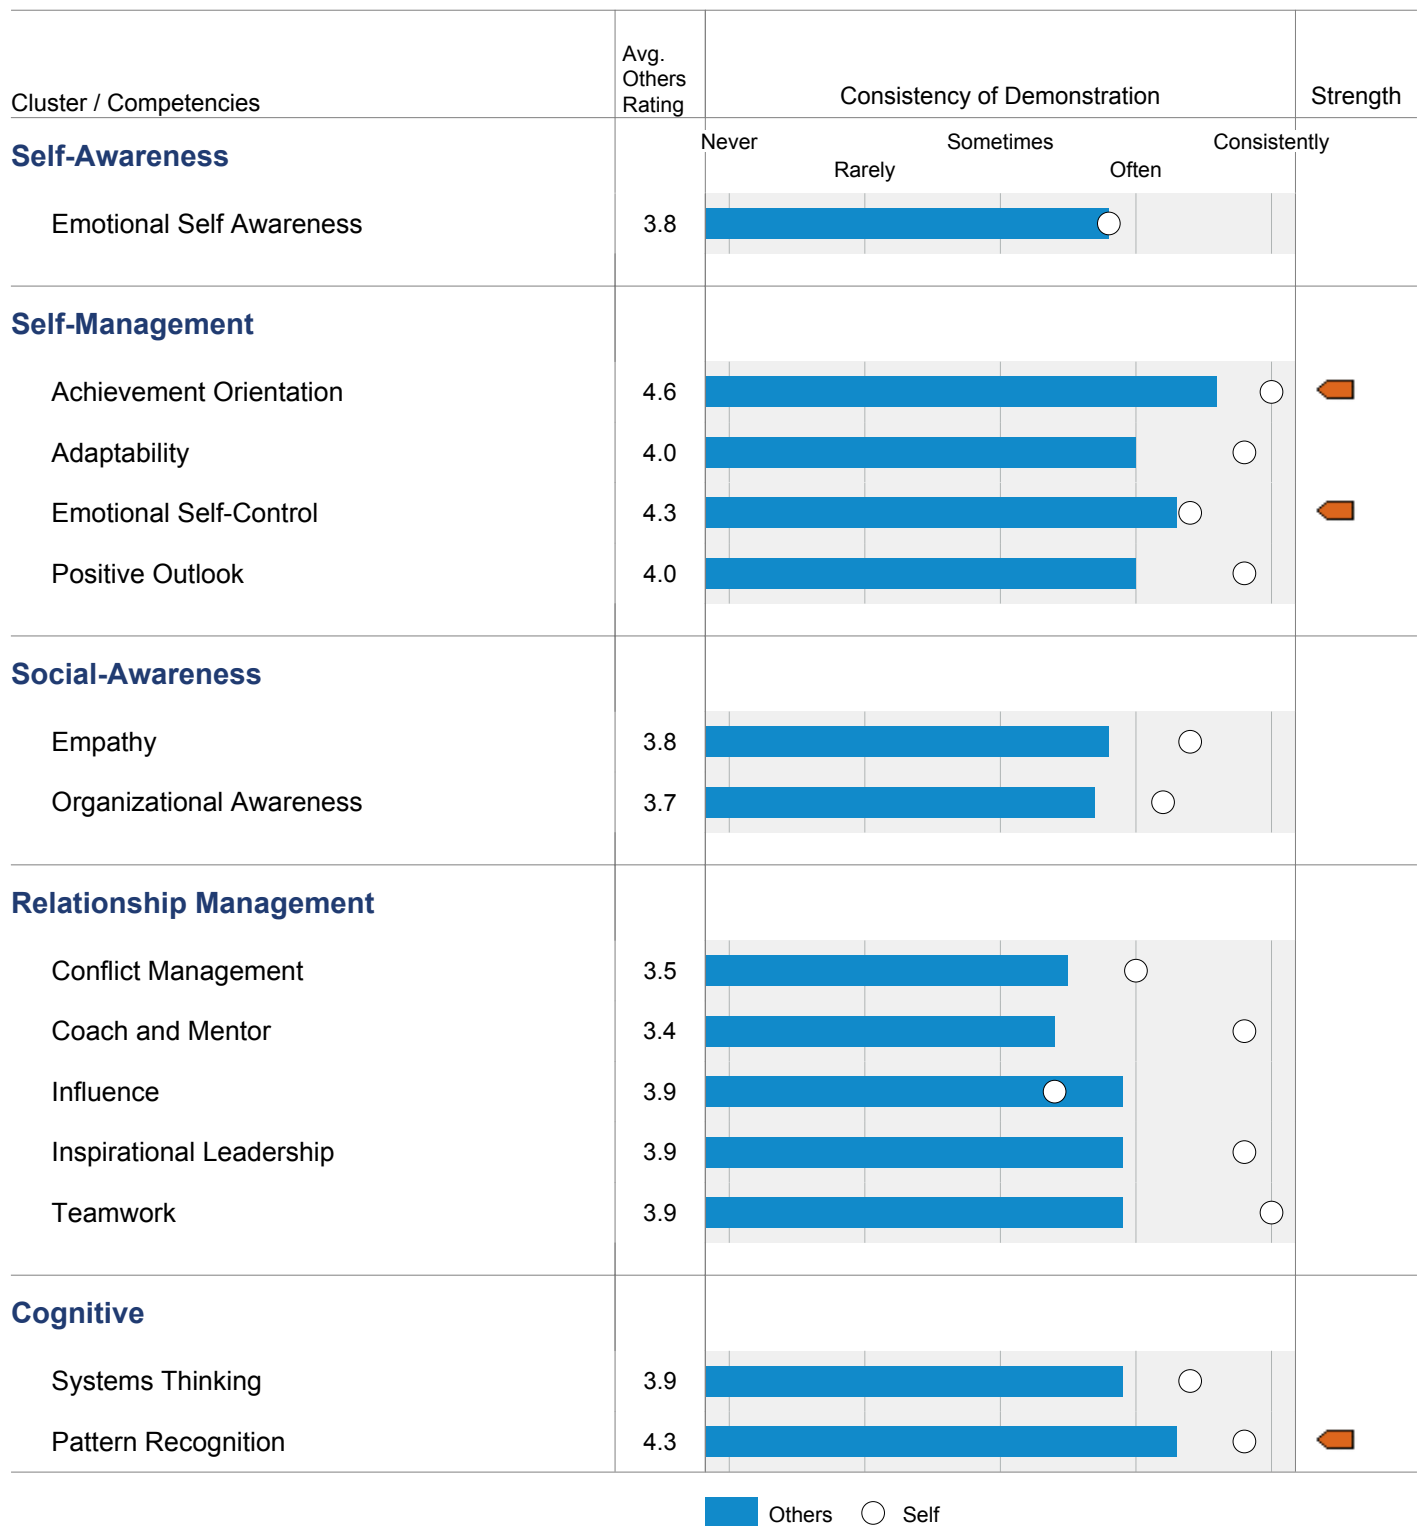 Cluster / Competencies
Avg.
Others
Rating
Consistency of Demonstration
Strength
Self-Awareness
Never
Sometimes
Consistently
Rarely
Often
Emotional Self Awareness 3.8
Self-Management
Achievement Orientation 4.6
Adaptability 4.0
Emotional Self-Control 4.3
Positive Outlook 4.0
Social-Awareness
Empathy 3.8
Organizational Awareness 3.7
Relationship Management
Conflict Management 3.5
Coach and Mentor 3.4
Influence 3.9
Inspirational Leadership 3.9
Teamwork 3.9
Cognitive
Systems Thinking 3.9
Pattern Recognition 4.3
Others Self